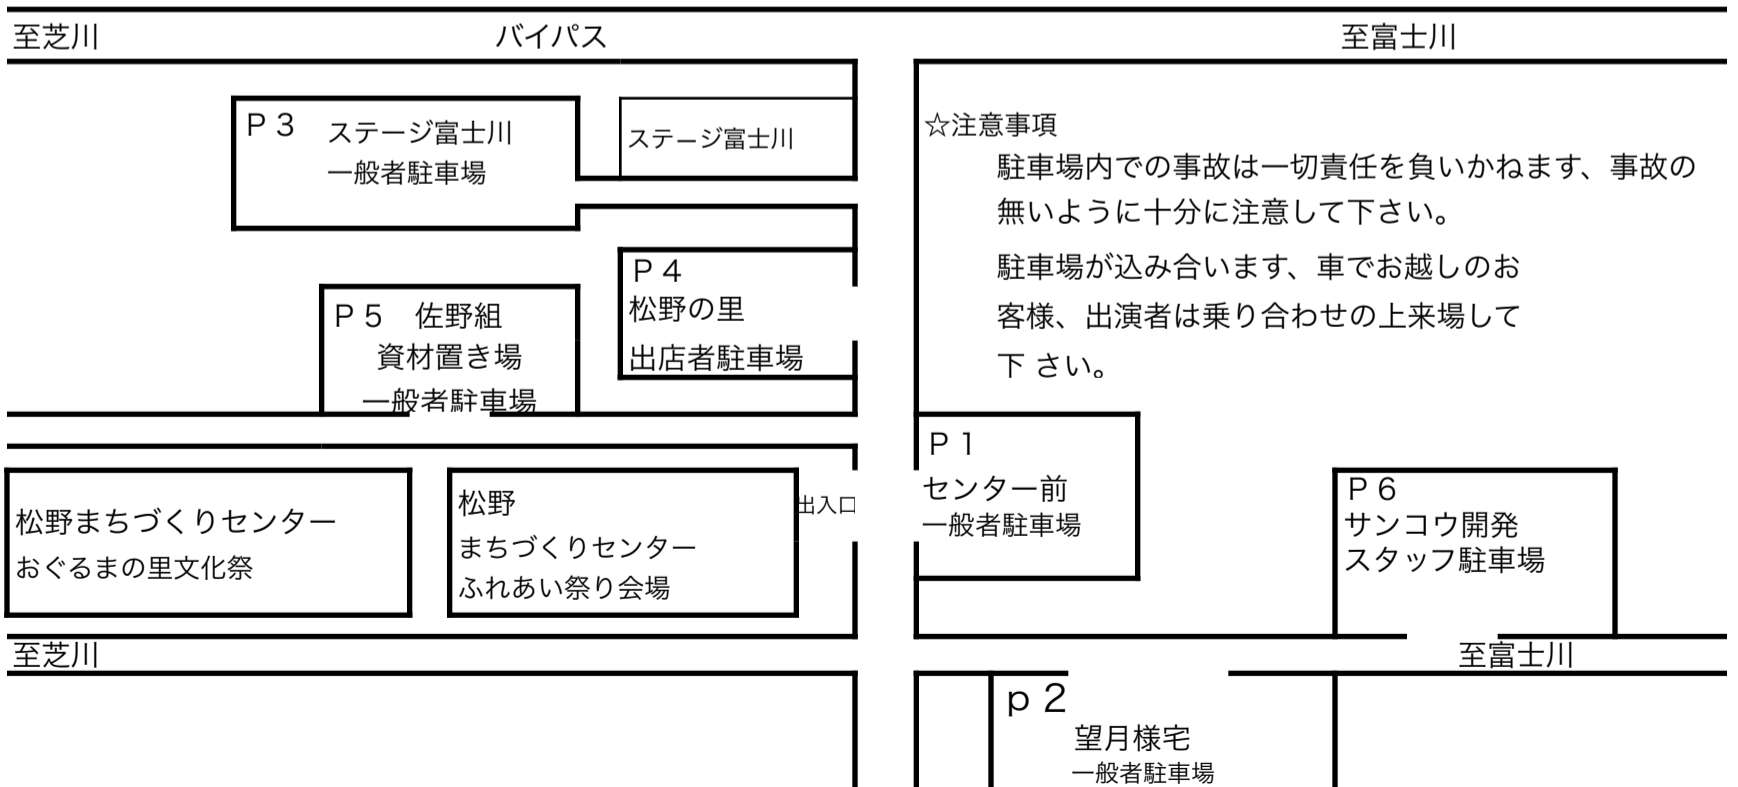 至芝川
バイパス
至富士川
P 3
ステージ富士川
一般者駐車場
ステージ富士川
☆注意事項
駐車場内での事故は一切責任を負いかねます、事故の
無いように十分に注意して下さい。
駐車場が込み合います、車でお越しのお
客様、出演者は乗り合わせの上来場して
下 さい。
P 4
松野の里
出店者駐車場
P 5 佐野組
資材置き場
一般者駐車場
P 1
センター前
一般者駐車場
P 6
サンコウ開発
スタッフ駐車場
松野まちづくりセンター
おぐるまの里文化祭
松野
まちづくりセンター
ふれあい祭り会場
出入口
至芝川
至富士川
p 2
望月様宅
一般者駐車場